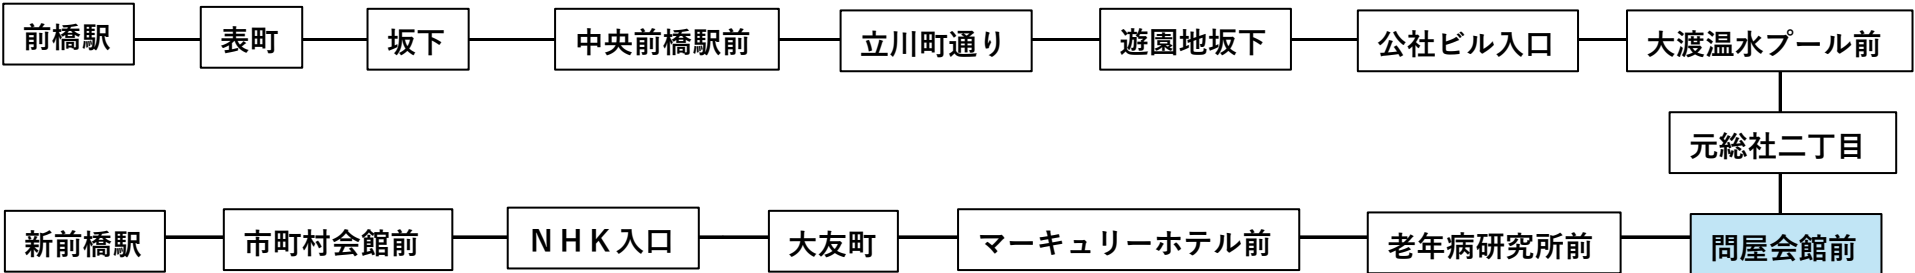 前橋駅
表町
坂下
中央前橋駅前
立川町通り
遊園地坂下
公社ビル入口
大渡温水プール前
元総社二丁目
新前橋駅
市町村会館前
ＮＨＫ入口
大友町
マーキュリーホテル前
老年病研究所前
問屋会館前